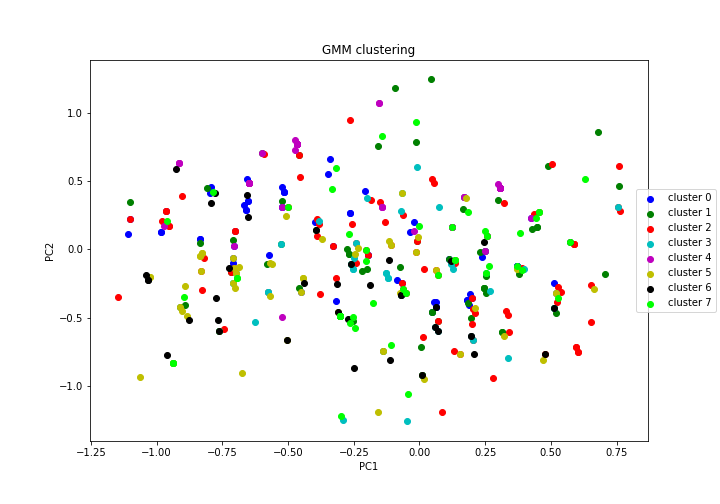 GMM clustering
PC2
1.0
0.5
0.0
−0.5
−1.0
−1.25
−1.00
−0.75
−0.50
−0.25
0.00
0.25
0.50
0.75
PC1
cluster 0
cluster 1
cluster 2
cluster 3
cluster 4
cluster 5
cluster 6
cluster 7